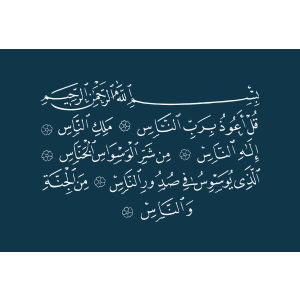 بِسْمِ اللَّهِ الرَّحْمَٰنِ الرَّحِيمِ
قُلْ أَعُوذُ بِرَبِّ النَّاسِ ۝ مَلِكِ النَّاسِ ۝
إِلَٰهِ النَّاسِ ۝ مِن شَرِّ الْوَسْوَاسِ الْخَنَّاسِ ۝
الَّذِي يُوَسْوِسُ فِي صُدُورِ النَّاسِ ۝ مِنَ الْجِنَّةِ
وَالنَّاسِ ۝